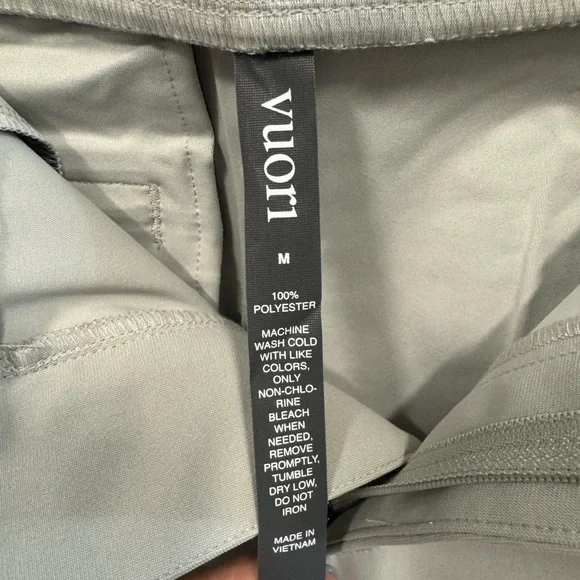 vuori
M
100%
POLYESTER
MACHINE
WASH COLD
WITH LIKE
COLORS,
ONLY
NON-CHLO-
RINE
BLEACH
WHEN
NEEDED,
REMOVE
PROMPTLY,
TUMBLE
DRY LOW,
DO NOT
IRON
MADE IN
VIETNAM